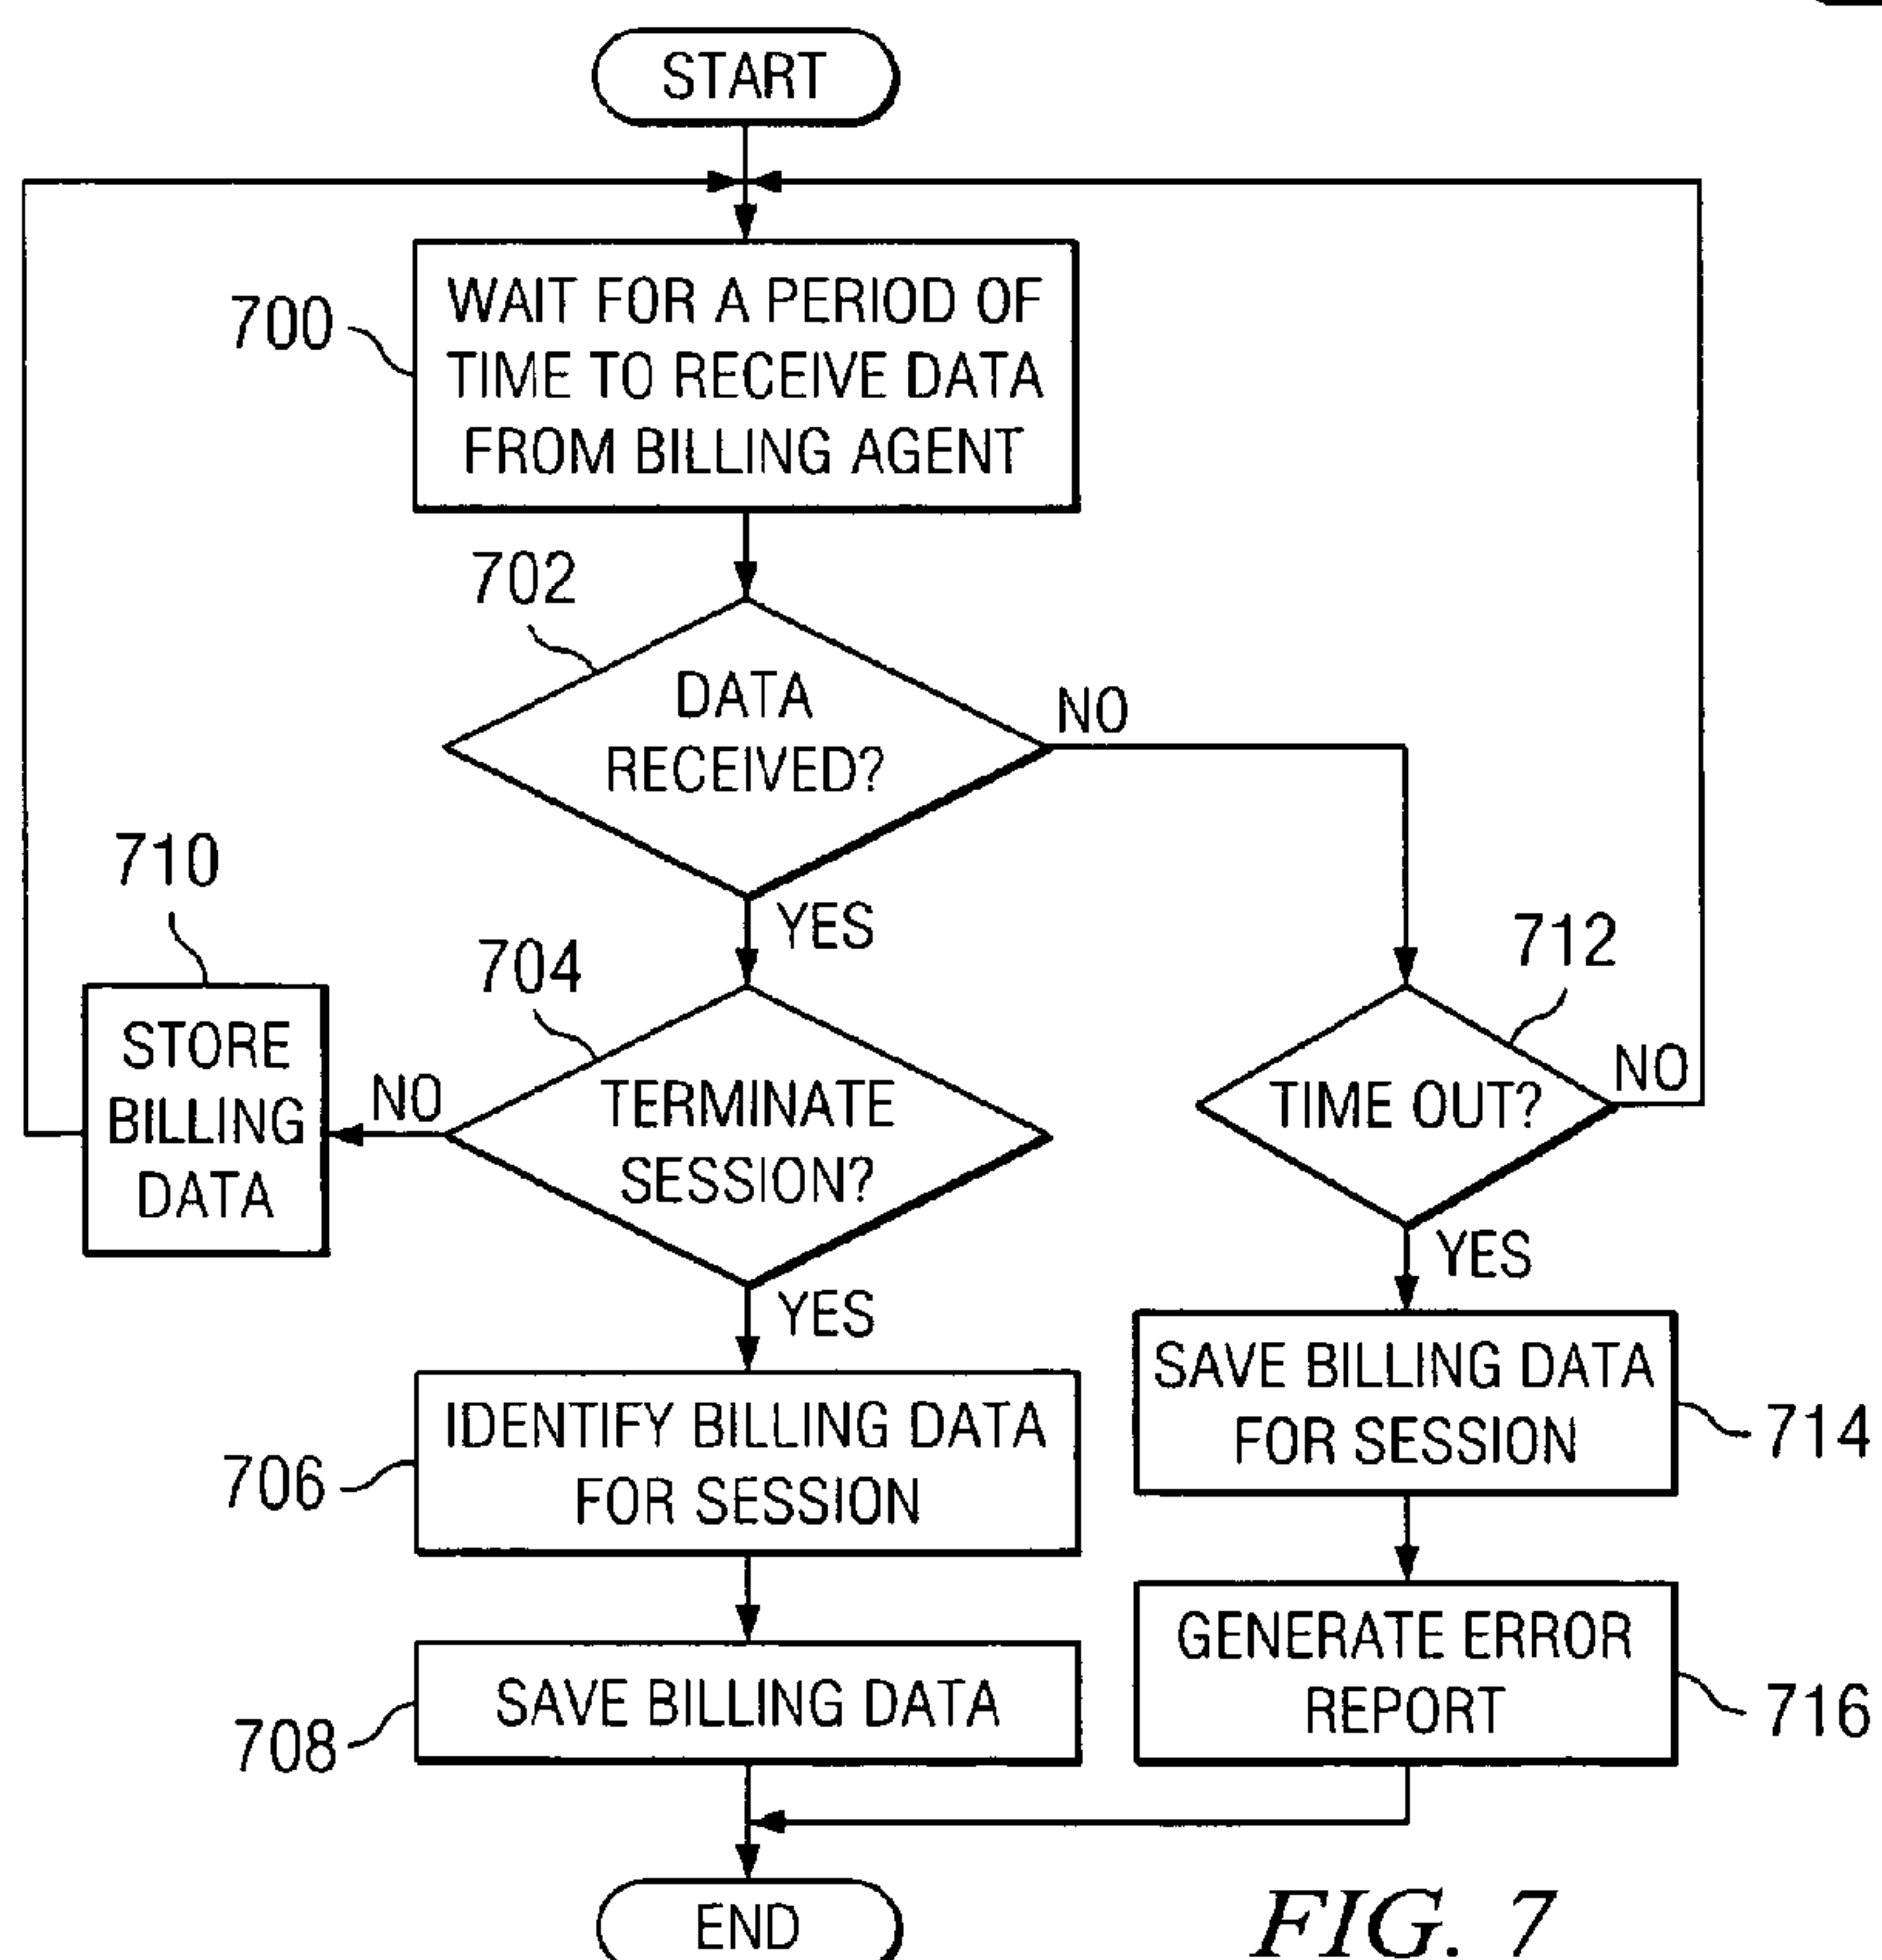 START
700
WAIT FOR A PERIOD OF
TIME TO RECEIVE DATA
FROM BILLING AGENT
702
DATA
RECEIVED?
NO
YES
710
STORE
BILLING
DATA
NO
704
TERMINATE
SESSION?
YES
712
TIME OUT?
NO
YES
706
IDENTIFY BILLING DATA
FOR SESSION
SAVE BILLING DATA
FOR SESSION
714
708
SAVE BILLING DATA
GENERATE ERROR
REPORT
716
END
FIG. 7